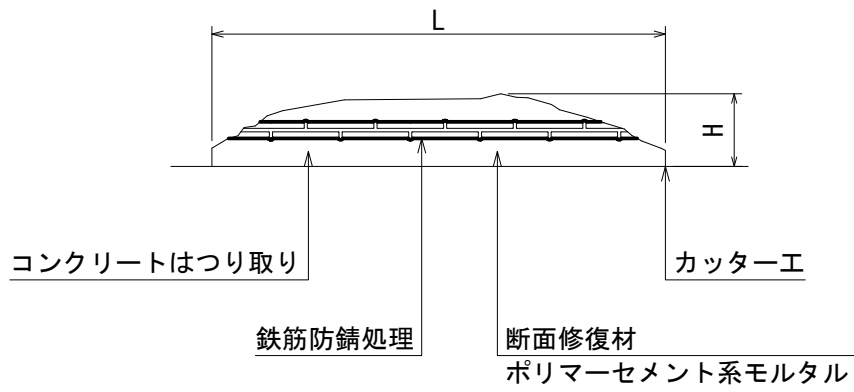 L
H
コンクリートはつり取り
カッター工
鉄筋防錆処理
断面修復材
ポリマーセメント系モルタル